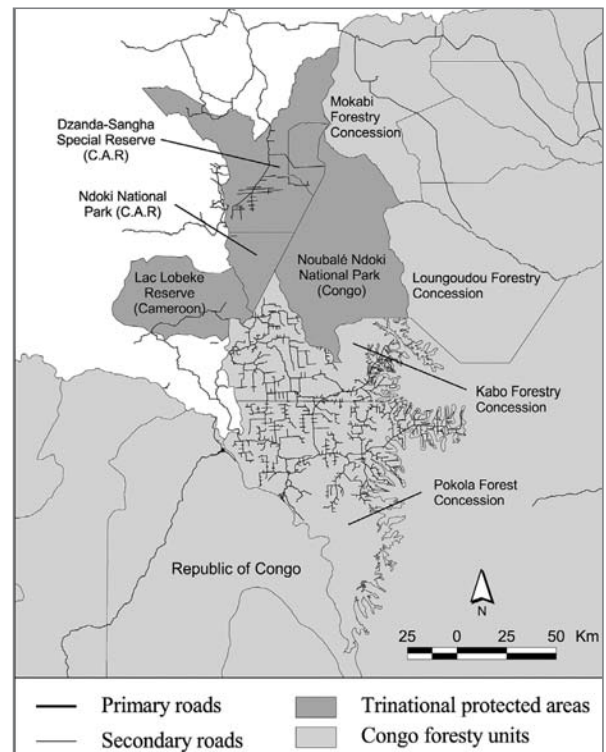 Mokabi
Forestry
Concession
Dzanda-Sangha
Special Reserve
(C.A.R)
Ndoki National
Park (C.A.R)
Noubalé Ndoki
National Park
(Congo)
Lac Lobeke
Reserve
(Cameroon)
Loungoudou Forestry
Concession
Kabo Forestry
Concession
Pokola Forest
Concession
Republic of Congo
N
25 0 25 50 Km
Primary roads
Trinational protected areas
Secondary roads
Congo foresty units